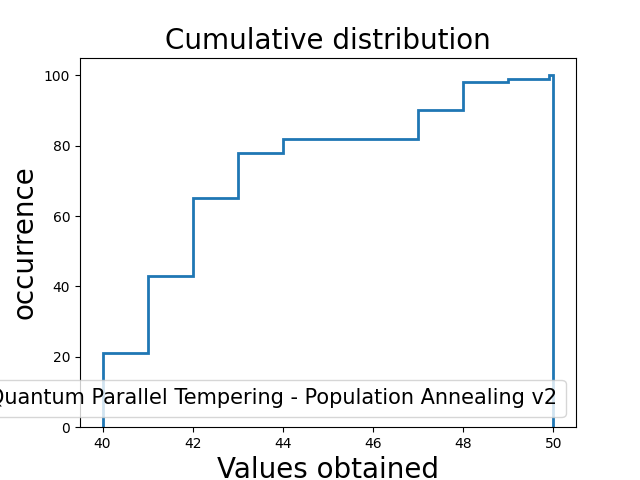 Cumulative distribution
occurrence
100
80
60
40
20
0
Parallel Tempering - Population Annealing v2
40 42 44 46 48 50
Values obtained